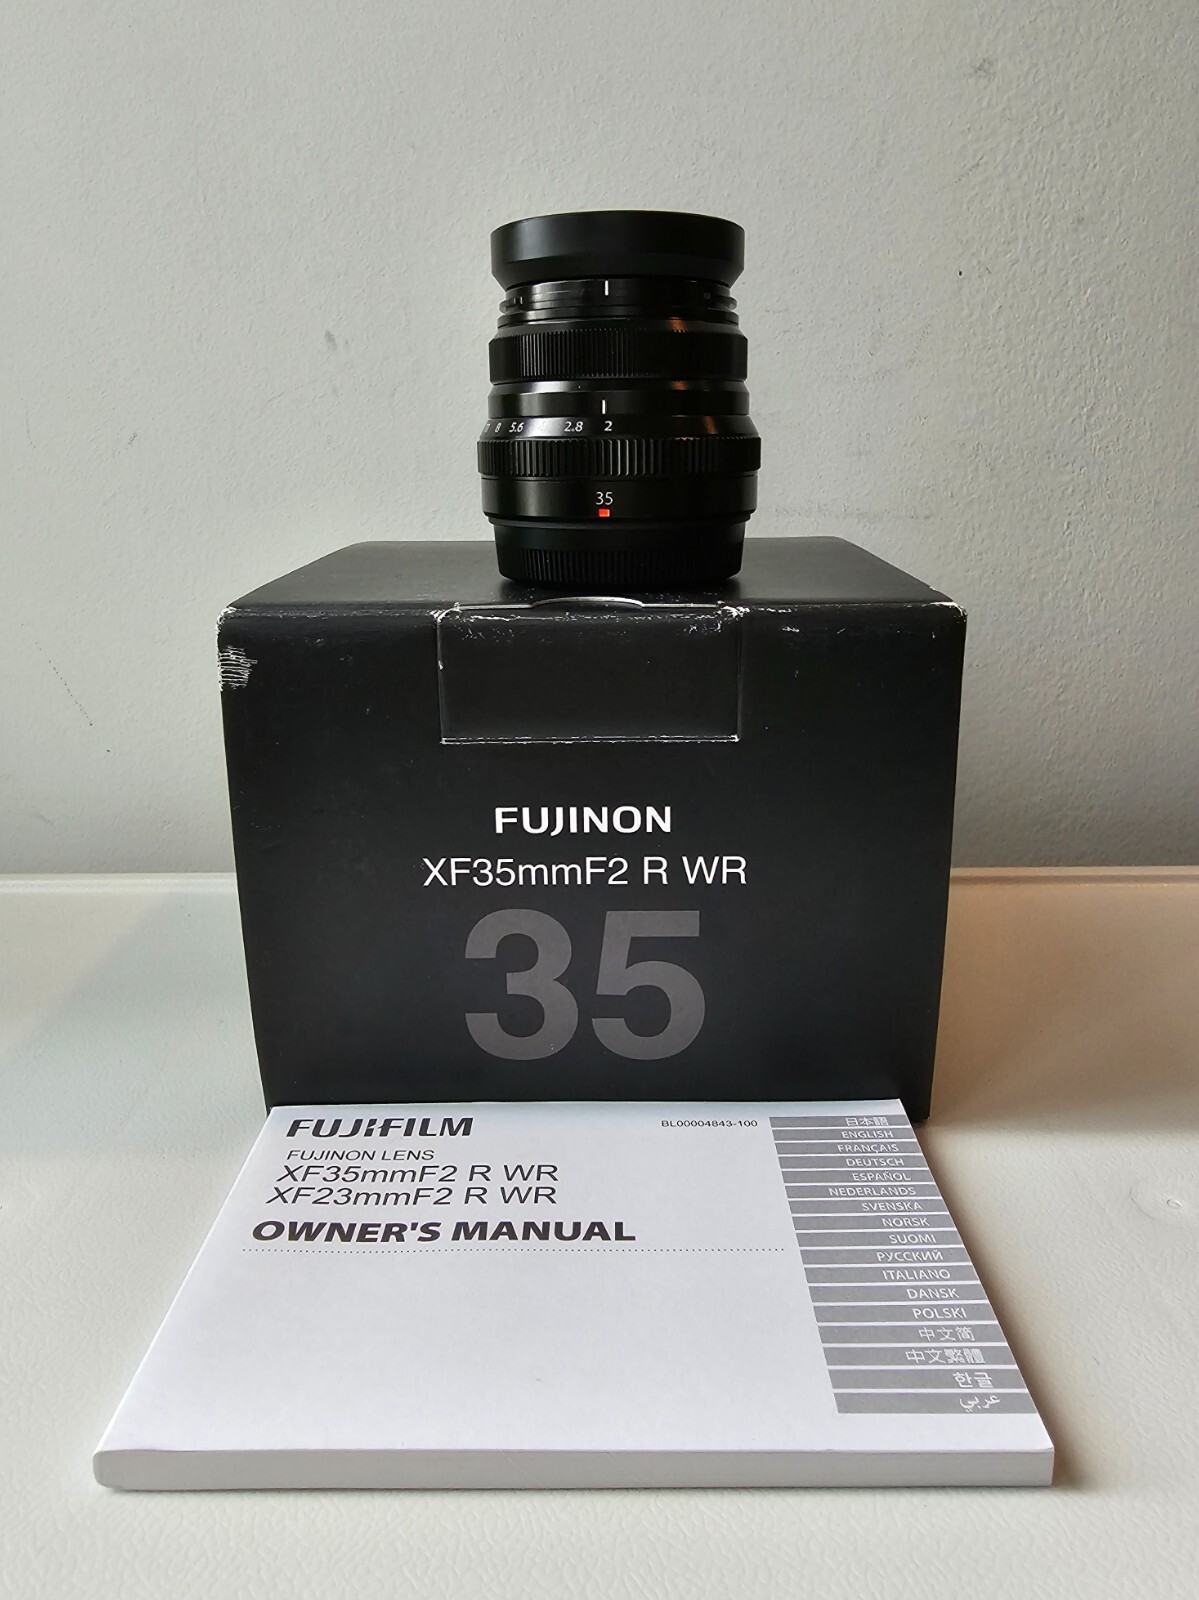 8 5.6 4 2.8 2
35
FUJINON
XF35mmF2 R WR
35
FUJIFILM
BL00004843-100
FUJINON LENS
XF35mmF2 R WR
XF23mmF2 R WR
OWNER'S MANUAL
日本語
ENGLISH
FRANÇAIS
DEUTSCH
ESPAÑOL
NEDERLANDS
SVENSKA
NORSK
SUOMI
РУССКИЙ
ITALIANO
DANSK
POLSKI
中文简
中文繁體
한글
عربي